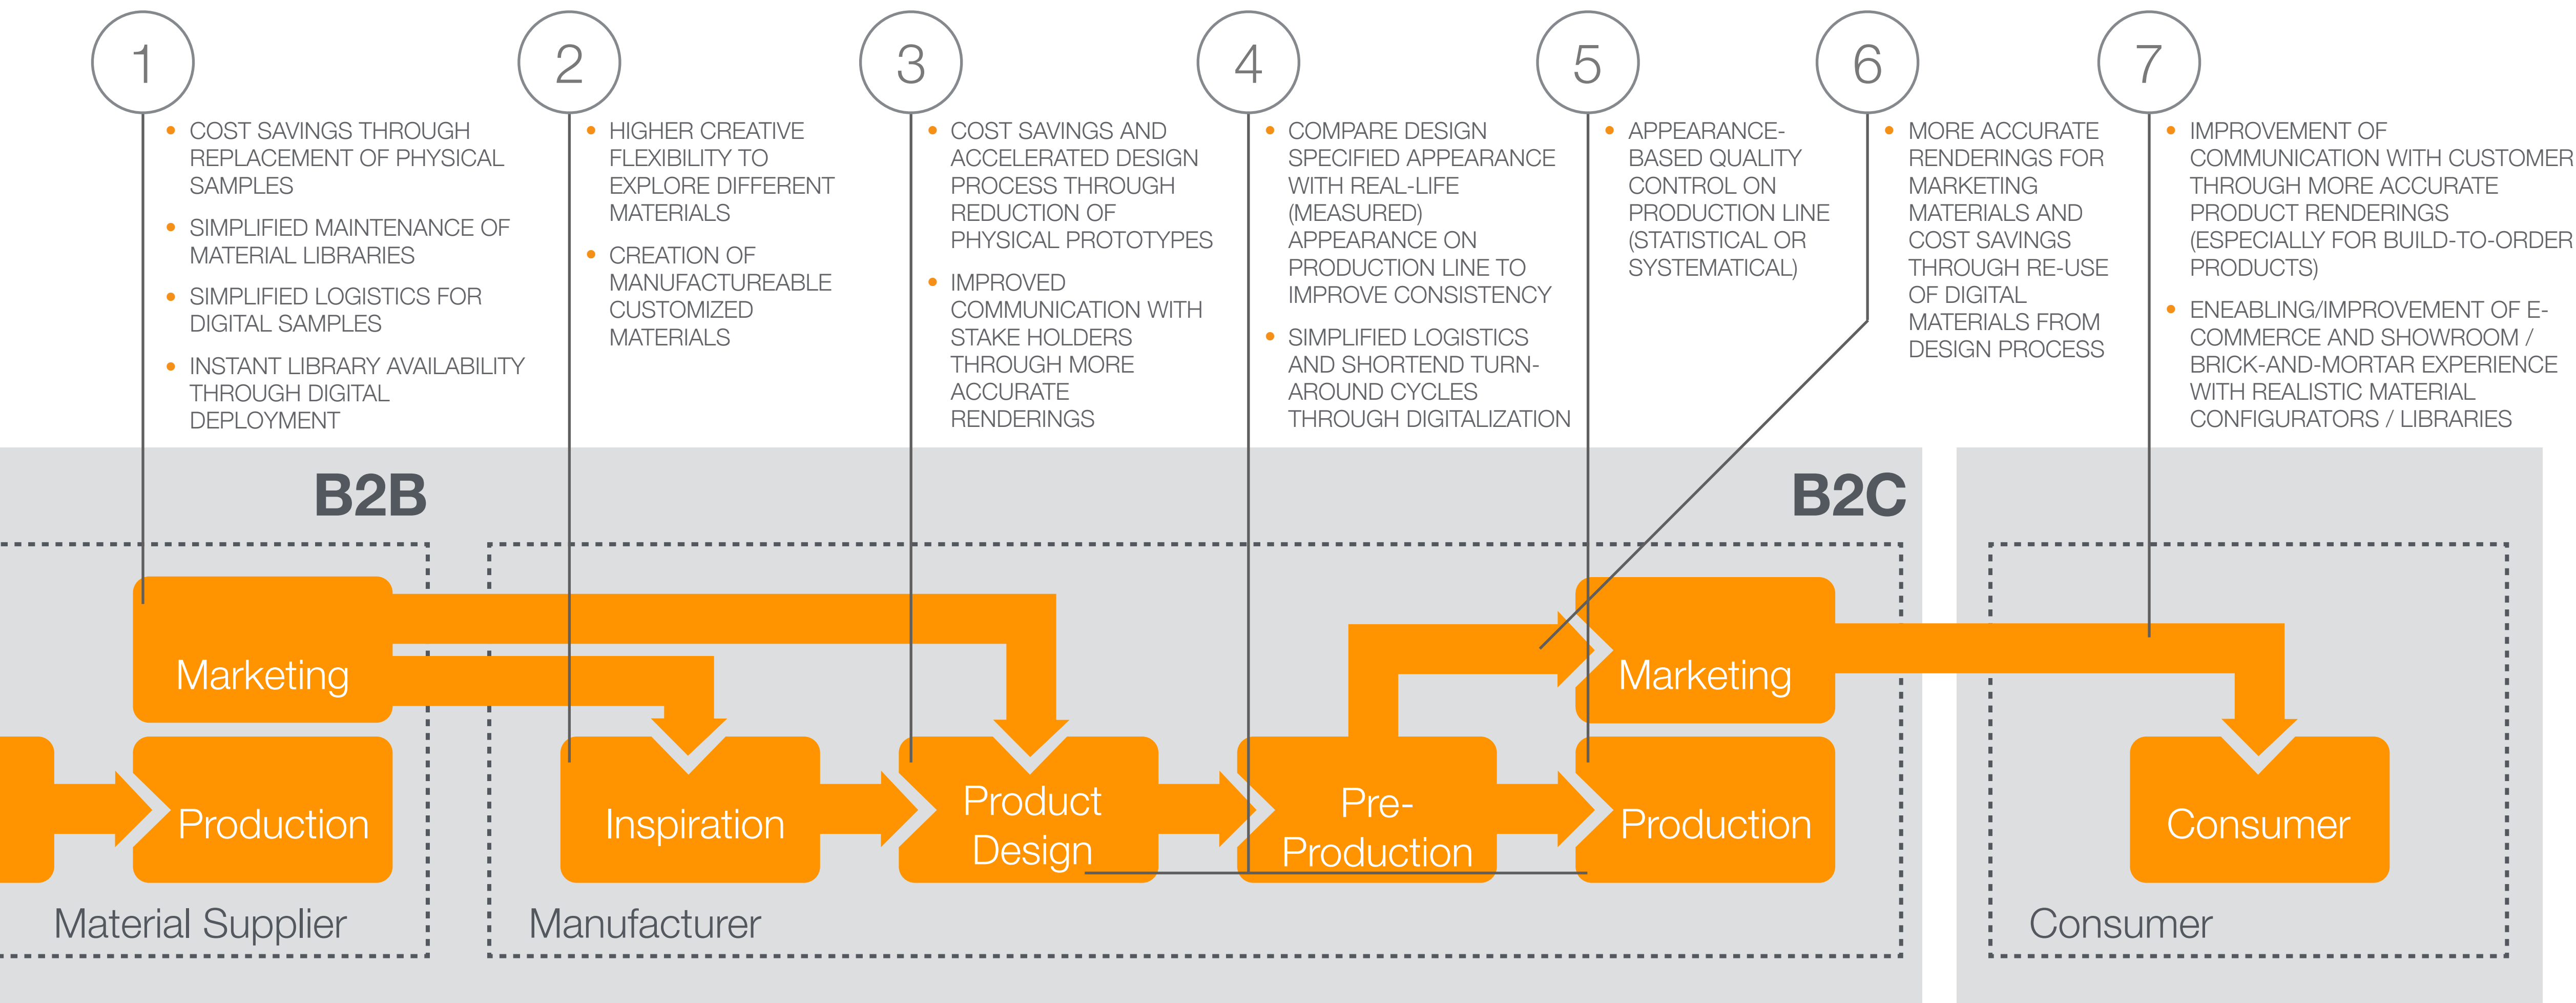 1
COST SAVINGS THROUGH
REPLACEMENT OF PHYSICAL
SAMPLES
SIMPLIFIED MAINTENANCE OF
MATERIAL LIBRARIES
SIMPLIFIED LOGISTICS FOR
DIGITAL SAMPLES
INSTANT LIBRARY AVAILABILITY
THROUGH DIGITAL
DEPLOYMENT
2
HIGHER CREATIVE
FLEXIBILITY TO
EXPLORE DIFFERENT
MATERIALS
CREATION OF
MANUFACTUREABLE
CUSTOMIZED
MATERIALS
3
COST SAVINGS AND
ACCELERATED DESIGN
PROCESS THROUGH
REDUCTION OF
PHYSICAL PROTOTYPES
IMPROVED
COMMUNICATION WITH
STAKE HOLDERS
THROUGH MORE
ACCURATE
RENDERINGS
4
COMPARE DESIGN
SPECIFIED APPEARANCE
WITH REAL-LIFE
(MEASURED)
APPEARANCE ON
PRODUCTION LINE TO
IMPROVE CONSISTENCY
SIMPLIFIED LOGISTICS
AND SHORTEND TURN-
AROUND CYCLES
THROUGH DIGITALIZATION
5
APPEARANCE-
BASED QUALITY
CONTROL ON
PRODUCTION LINE
(STATISTICAL OR
SYSTEMATICAL)
6
MORE ACCURATE
RENDERINGS FOR
MARKETING
MATERIALS AND
COST SAVINGS
THROUGH RE-USE
OF DIGITAL
MATERIALS FROM
DESIGN PROCESS
7
IMPROVEMENT OF
COMMUNICATION WITH CUSTOMER
THROUGH MORE ACCURATE
PRODUCT RENDERINGS
(ESPECIALLY FOR BUILD-TO-ORDER
PRODUCTS)
ENEABLING/IMPROVEMENT OF E-
COMMERCE AND SHOWROOM /
BRICK-AND-MORTAR EXPERIENCE
WITH REALISTIC MATERIAL
CONFIGURATORS / LIBRARIES
B2B
B2C
Marketing
Production
Material Supplier
Inspiration
Product
Design
Pre-
Production
Marketing
Production
Manufacturer
Consumer
Consumer